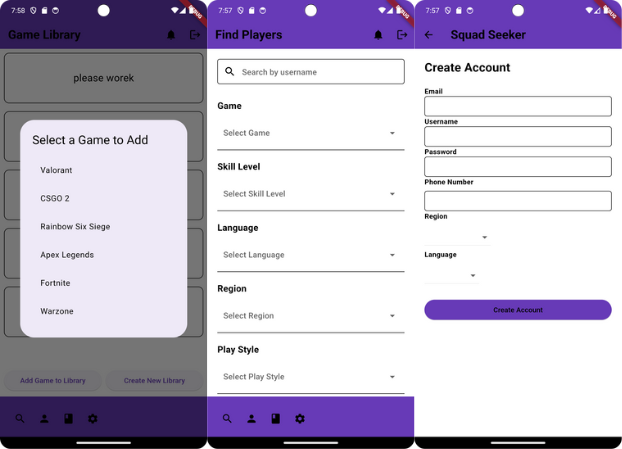 7:58
Game Library
please worek
Select a Game to Add
Valorant
CSGO 2
Rainbow Six Siege
Apex Legends
Fortnite
Warzone
Add Game to Library
Create New Library
7:57
Find Players
Search by username
Game
Select Game
Skill Level
Select Skill Level
Language
Select Language
Region
Select Region
Play Style
Select Play Style
7:57
Squad Seeker
Create Account
Email
Username
Password
Phone Number
Region
Language
Create Account